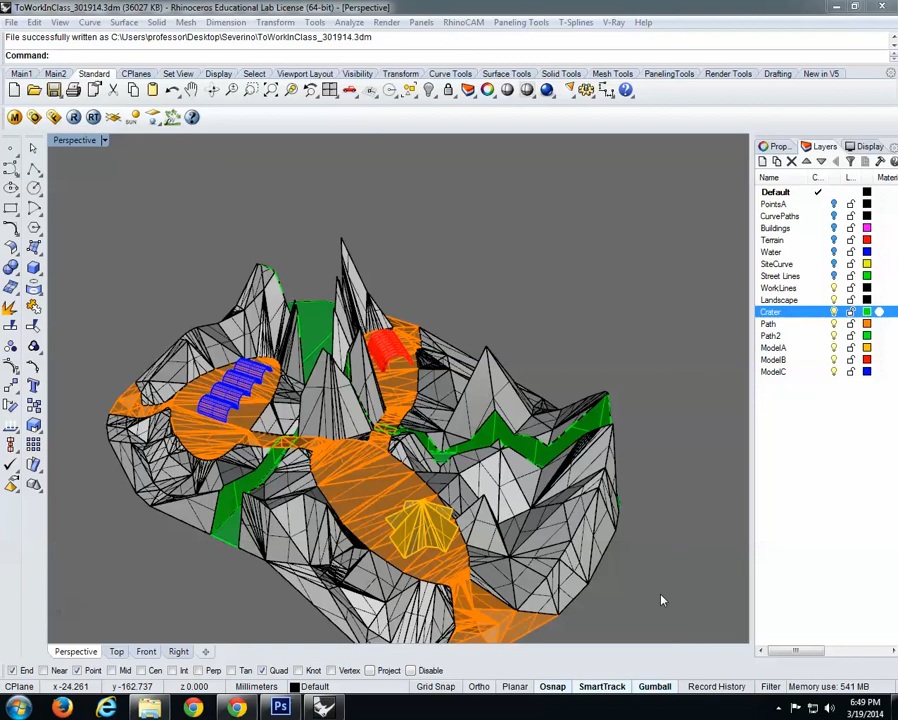 ToWorkInClass_301914.3dm (36027 KB) - Rhinoceros Educational Lab License (64-bit) - [Perspective]
File Edit View Curve Surface Solid Mesh Dimension Transform Tools Analyze Render Panels RhinoCAM Paneling Tools T-Splines V-Ray Help
File successfully written as C:\Users\professor\Desktop\Severino\ToWorkInClass_301914.3dm
Command:
Main1 Main2 Standard CPlanes Set View Display Select Viewport Layout Visibility Transform Curve Tools Surface Tools Solid Tools Mesh Tools PanelingTools Render Tools Drafting New in V5
M R RT SUN
Perspective
Prop... Layers Display
Name C... L... Materi
Default
PointsA
CurvePaths
Buildings
Terrain
Water
SiteCurve
Street Lines
WorkLines
Landscape
Crater
Path
Path2
ModelA
ModelB
ModelC
Perspective Top Front Right
End Near Point Mid Cen Int Perp Tan Quad Knot Vertex Project Disable
CPlane x -24.261 y -162.737 z 0.000 Millimeters Default Grid Snap Ortho Planar Osnap SmartTrack Gumball Record History Filter Memory use: 541 MB
Ps
6:49 PM
3/19/2014